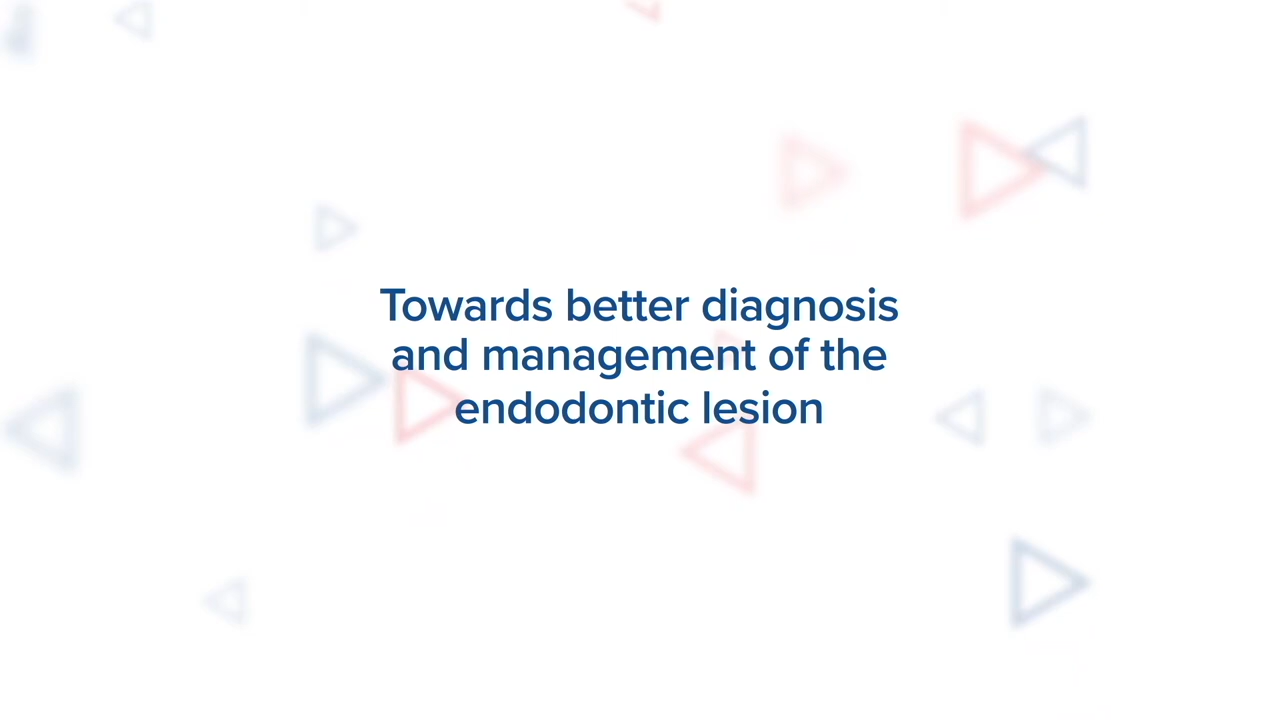 Towards better diagnosis
and management of the
endodontic lesion